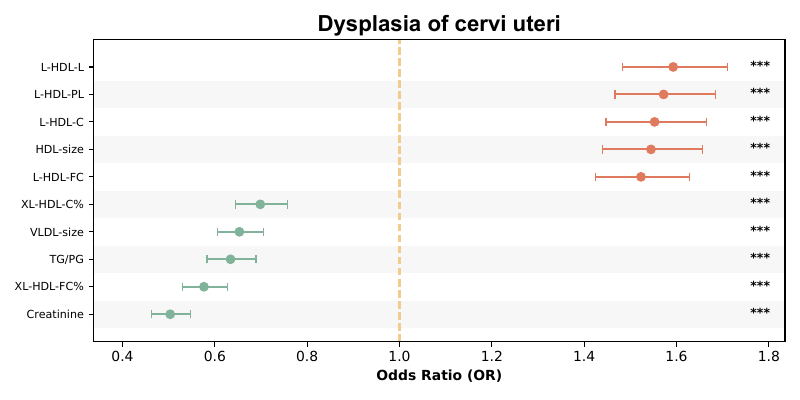 Dysplasia of cervi uteri
L-HDL-L ***
L-HDL-PL ***
L-HDL-C ***
HDL-size ***
L-HDL-FC ***
XL-HDL-C% ***
VLDL-size ***
TG/PG ***
XL-HDL-FC% ***
Creatinine ***
0.4 0.6 0.8 1.0 1.2 1.4 1.6 1.8
Odds Ratio (OR)